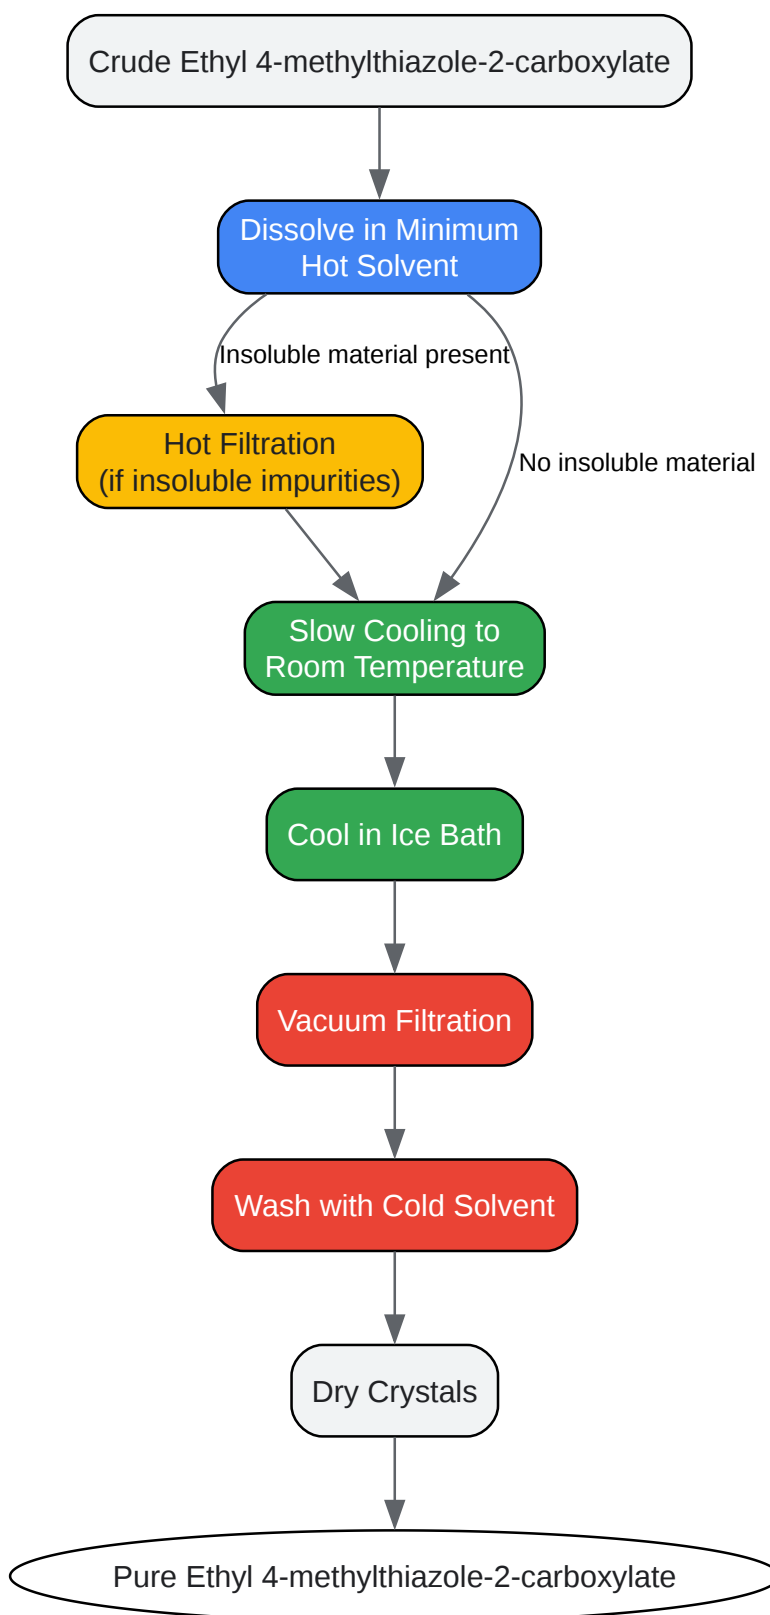 Crude Ethyl 4-methylthiazole-2-carboxylate
Dissolve in Minimum
Hot Solvent
Insoluble material present
Hot Filtration
(if insoluble impurities)
No insoluble material
Slow Cooling to
Room Temperature
Cool in Ice Bath
Vacuum Filtration
Wash with Cold Solvent
Dry Crystals
Pure Ethyl 4-methylthiazole-2-carboxylate